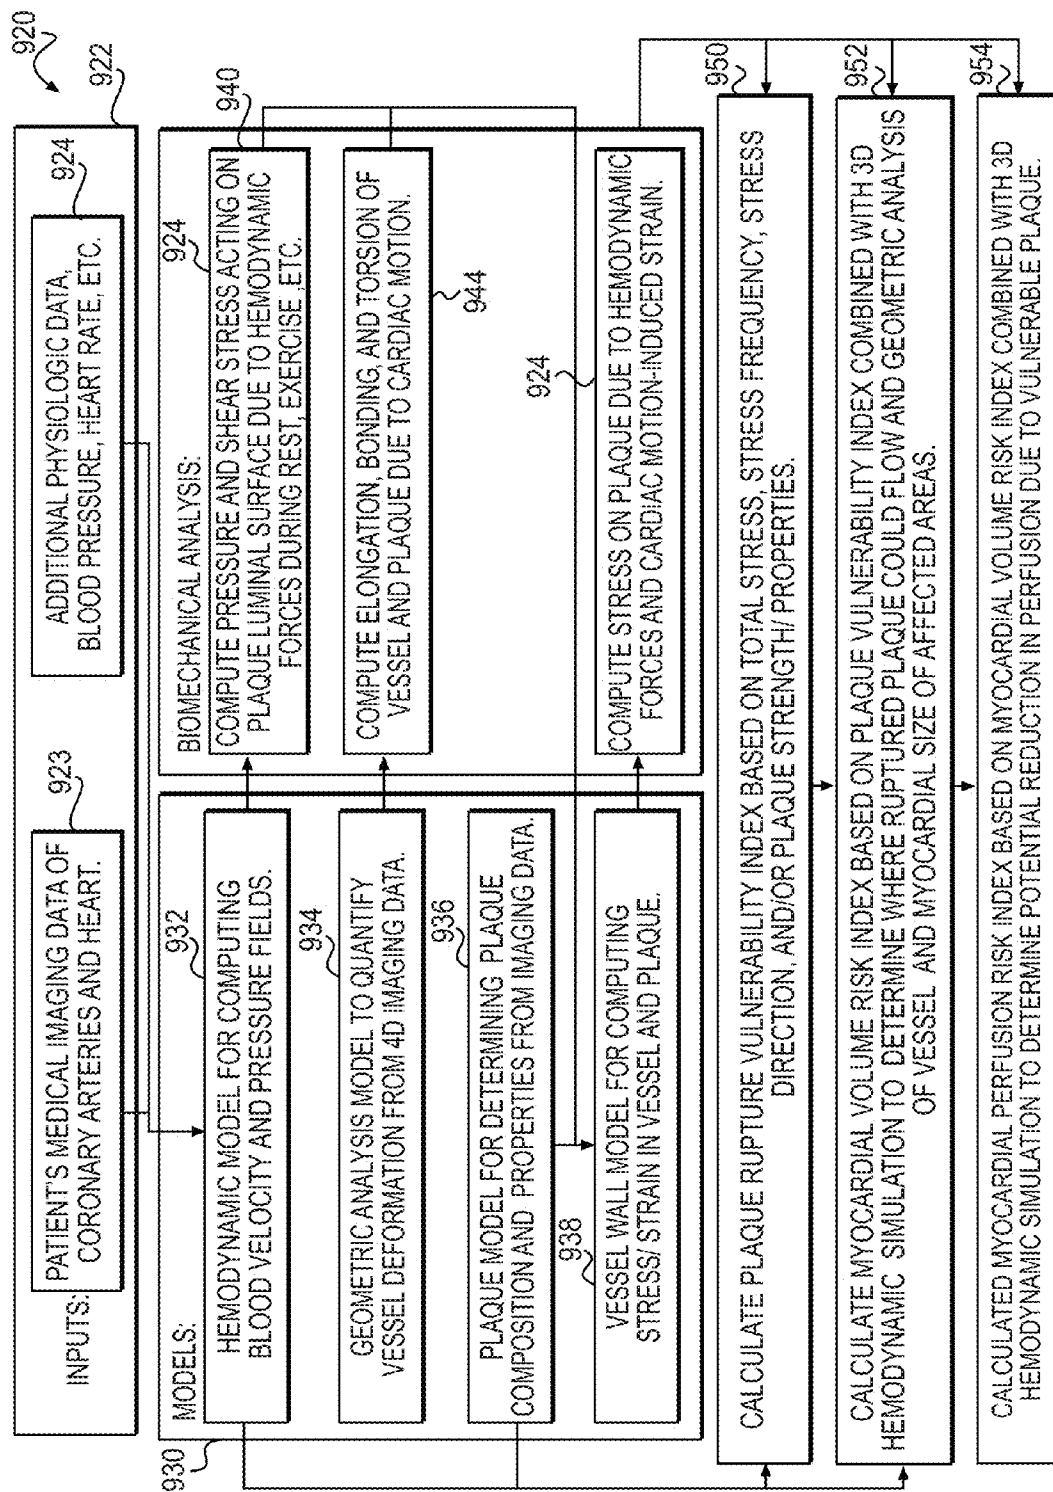 920
922
INPUTS:
923
PATIENT'S MEDICAL IMAGING DATA OF
CORONARY ARTERIES AND HEART.
924
ADDITIONAL PHYSIOLOGIC DATA,
BLOOD PRESSURE, HEART RATE, ETC.
930
MODELS:
932
HEMODYNAMIC MODEL FOR COMPUTING
BLOOD VELOCITY AND PRESSURE FIELDS.
934
GEOMETRIC ANALYSIS MODEL TO QUANTIFY
VESSEL DEFORMATION FROM 4D IMAGING DATA.
936
PLAQUE MODEL FOR DETERMINING PLAQUE
COMPOSITION AND PROPERTIES FROM IMAGING DATA.
938
VESSEL WALL MODEL FOR COMPUTING
STRESS/ STRAIN IN VESSEL AND PLAQUE.
940
BIOMECHANICAL ANALYSIS:
924
COMPUTE PRESSURE AND SHEAR STRESS ACTING ON
PLAQUE LUMINAL SURFACE DUE TO HEMODYNAMIC
FORCES DURING REST, EXERCISE ,ETC.
COMPUTE ELONGATION, BONDING, AND TORSION OF
VESSEL AND PLAQUE DUE TO CARDIAC MOTION.
944
924
COMPUTE STRESS ON PLAQUE DUE TO HEMODYNAMIC
FORCES AND CARDIAC MOTION-INDUCED STRAIN.
950
CALCULATE PLAQUE RUPTURE VULNERABILITY INDEX BASED ON TOTAL STRESS, STRESS FREQUENCY, STRESS
DIRECTION, AND/OR PLAQUE STRENGTH/ PROPERTIES.
952
CALCULATE MYOCARDIAL VOLUME RISK INDEX BASED ON PLAQUE VULNERABILITY INDEX COMBINED WITH 3D
HEMODYNAMIC SIMULATION TO DETERMINE WHERE RUPTURED PLAQUE COULD FLOW AND GEOMETRIC ANALYSIS
OF VESSEL AND MYOCARDIAL SIZE OF AFFECTED AREAS.
954
CALCULATED MYOCARDIAL PERFUSION RISK INDEX BASED ON MYOCARDIAL VOLUME RISK INDEX COMBINED WITH 3D
HEMODYNAMIC SIMULATION TO DETERMINE POTENTIAL REDUCTION IN PERFUSION DUE TO VULNERABLE PLAQUE.